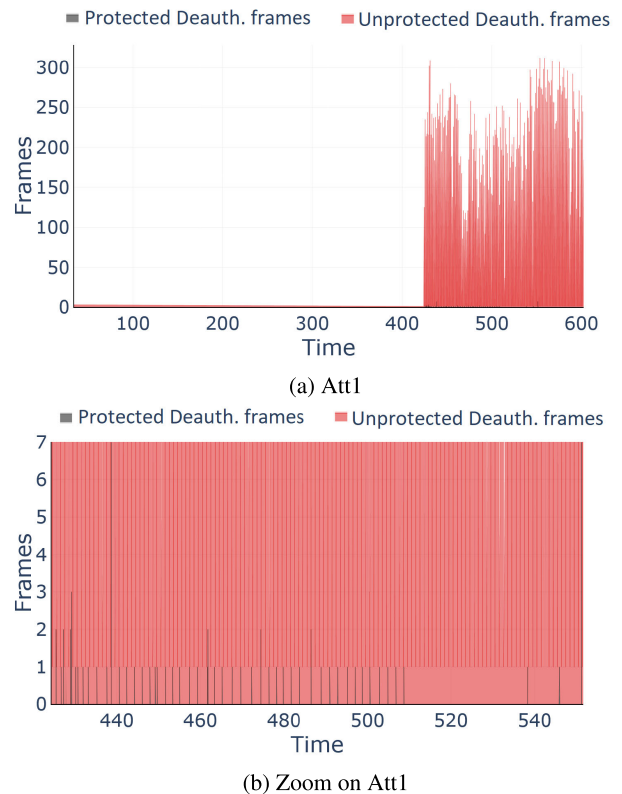 Protected Deauth. frames Unprotected Deauth. frames
300
250
200
150
100
50
0
Frames
100 200 300 400 500 600
Time
(a) Att1
Protected Deauth. frames Unprotected Deauth. frames
7
6
5
4
3
2
1
0
Frames
440 460 480 500 520 540
Time
(b) Zoom on Att1